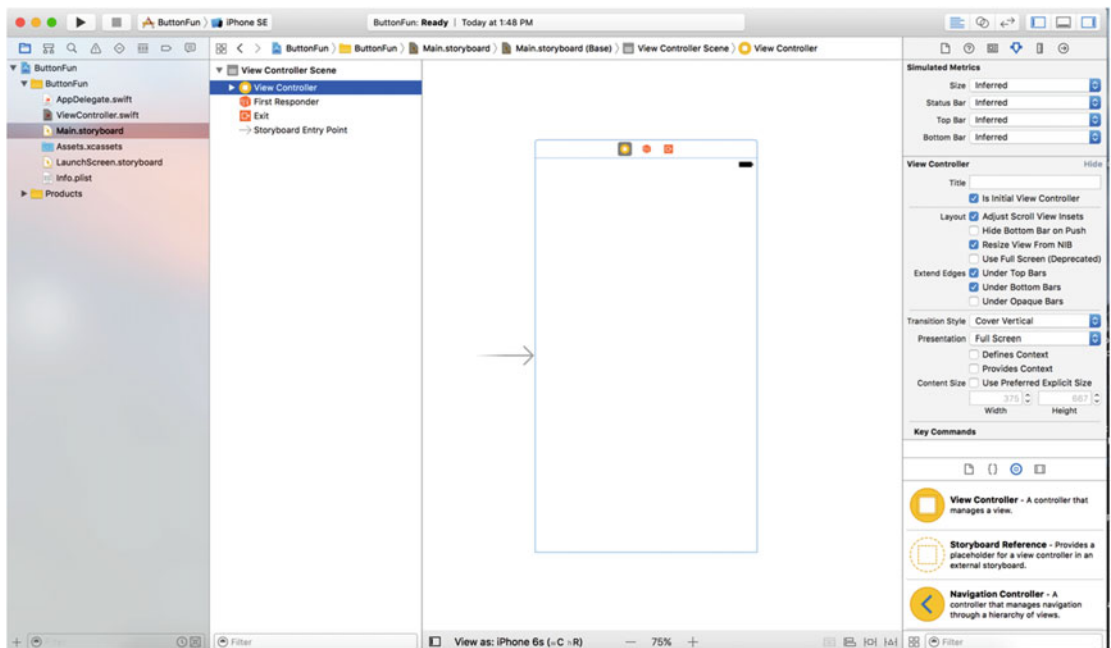 ButtonFun 〉 iPhone SE
ButtonFun: Ready | Today at 1:48 PM
ButtonFun 〉 ButtonFun 〉 Main.storyboard 〉 Main.storyboard (Base) 〉 View Controller Scene 〉 View Controller
ButtonFun
ButtonFun
AppDelegate.swift
ViewController.swift
Main.storyboard
Assets.xcassets
LaunchScreen.storyboard
Info.plist
Products
View Controller Scene
View Controller
First Responder
Exit
Storyboard Entry Point
Filter
View as: iPhone 6s (wC hR)
— 75% +
Simulated Metrics
Size Inferred
Status Bar Inferred
Top Bar Inferred
Bottom Bar Inferred
View Controller Hide
Title
Is Initial View Controller
Layout Adjust Scroll View Insets
Hide Bottom Bar on Push
Resize View From NIB
Use Full Screen (Deprecated)
Extend Edges Under Top Bars
Under Bottom Bars
Under Opaque Bars
Transition Style Cover Vertical
Presentation Full Screen
Defines Context
Provides Context
Content Size Use Preferred Explicit Size
375 667
Width Height
Key Commands
{}
View Controller - A controller that
manages a view.
Storyboard Reference - Provides a
placeholder for a view controller in an
external storyboard.
Navigation Controller - A
controller that manages navigation
through a hierarchy of views.
Filter